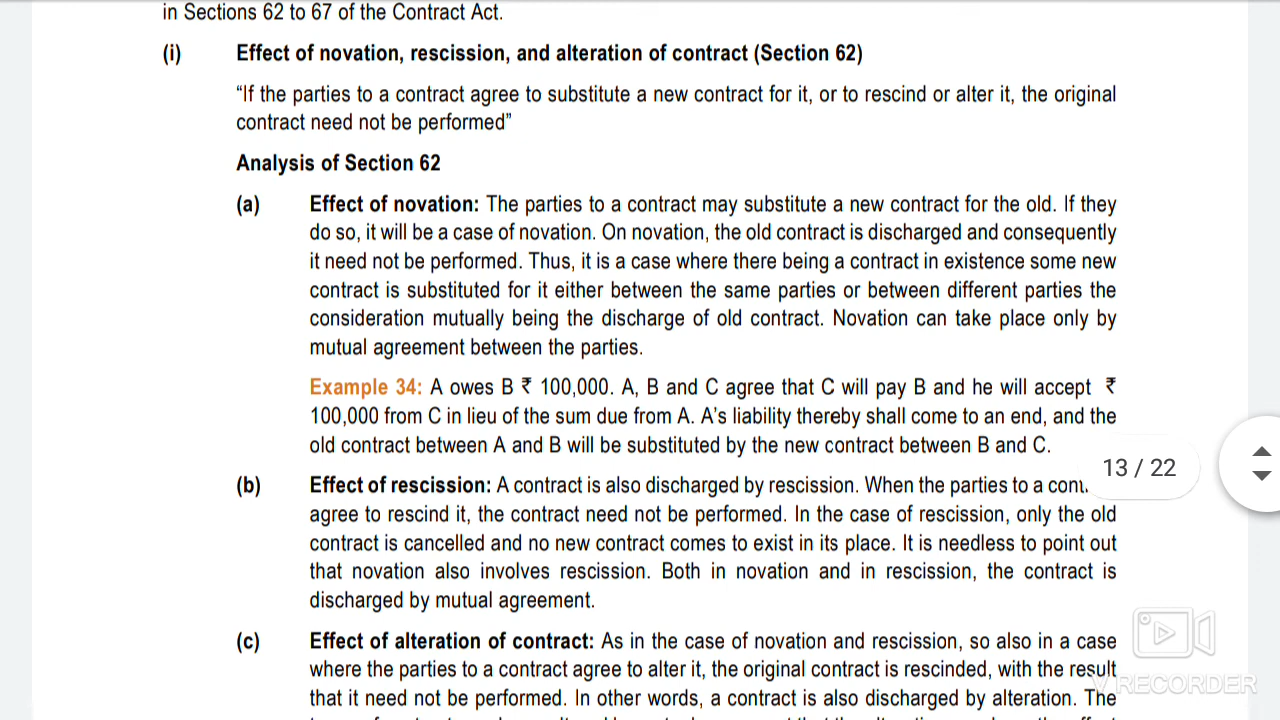 in Sections 62 to 67 of the Contract Act.
(i) Effect of novation, rescission, and alteration of contract (Section 62)
“If the parties to a contract agree to substitute a new contract for it, or to rescind or alter it, the original
contract need not be performed”
Analysis of Section 62
(a) Effect of novation: The parties to a contract may substitute a new contract for the old. If they
do so, it will be a case of novation. On novation, the old contract is discharged and consequently
it need not be performed. Thus, it is a case where there being a contract in existence some new
contract is substituted for it either between the same parties or between different parties the
consideration mutually being the discharge of old contract. Novation can take place only by
mutual agreement between the parties.
Example 34: A owes B ₹ 100,000. A, B and C agree that C will pay B and he will accept ₹
100,000 from C in lieu of the sum due from A. A’s liability thereby shall come to an end, and the
old contract between A and B will be substituted by the new contract between B and C.
13 / 22
(b) Effect of rescission: A contract is also discharged by rescission. When the parties to a
agree to rescind it, the contract need not be performed. In the case of rescission, only the old
contract is cancelled and no new contract comes to exist in its place. It is needless to point out
that novation also involves rescission. Both in novation and in rescission, the contract is
discharged by mutual agreement.
(c) Effect of alteration of contract: As in the case of novation and rescission, so also in a case
where the parties to a contract agree to alter it, the original contract is rescinded, with the result
that it need not be performed. In other words, a contract is also discharged by alteration. The
RECORDER